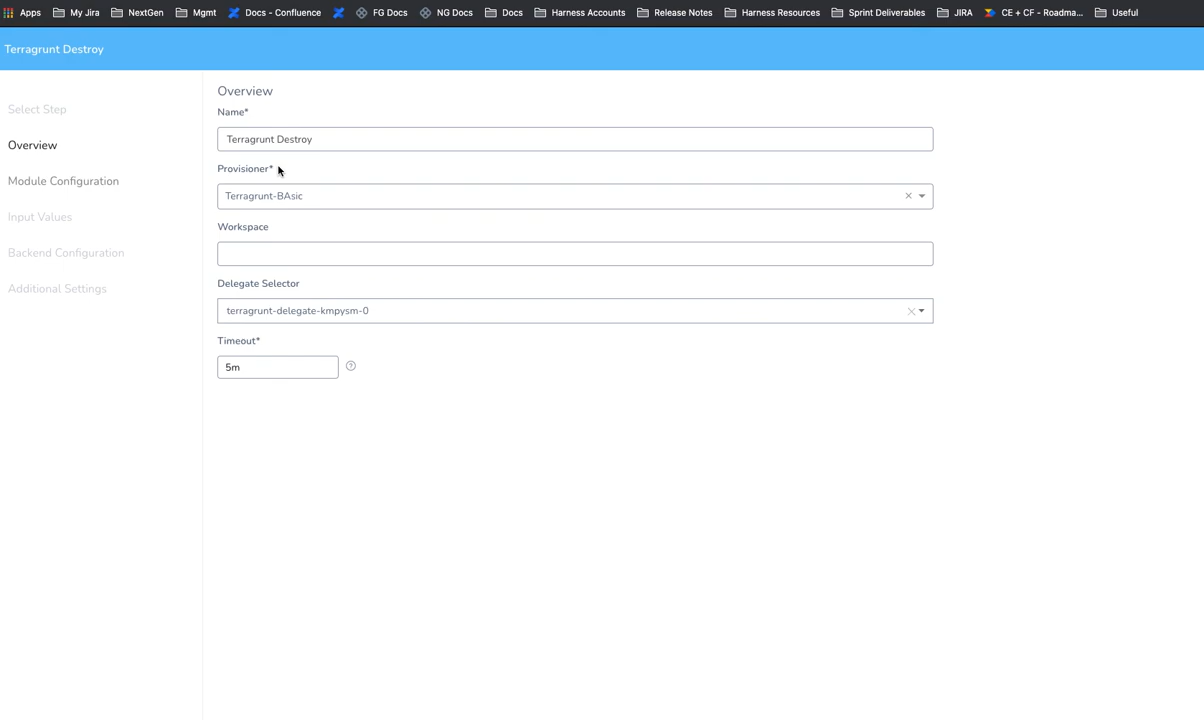 Apps My Jira NextGen Mgmt Docs - Confluence FG Docs NG Docs Docs Harness Accounts Release Notes Harness Resources Sprint Deliverables JIRA CE + CF - Roadma... Useful
Terragrunt Destroy
Select Step
Overview
Module Configuration
Input Values
Backend Configuration
Additional Settings
Overview
Name*
Terragrunt Destroy
Provisioner*
Terragrunt-BAsic
Workspace
Delegate Selector
terragrunt-delegate-kmpysm-0
Timeout*
5m